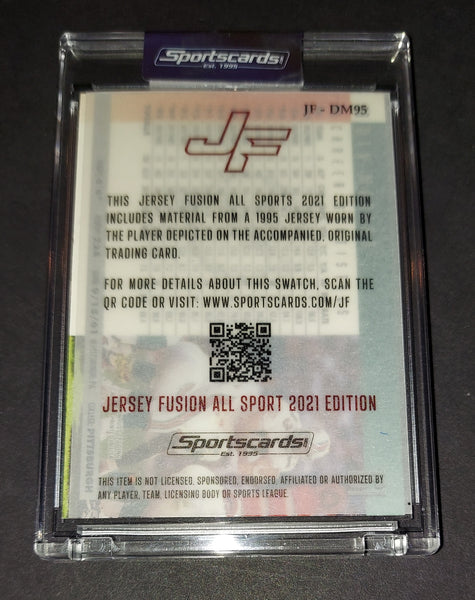 Sportscards.com
Est. 1995
JF - DM95
JF
THIS JERSEY FUSION ALL SPORTS 2021 EDITION
INCLUDES MATERIAL FROM A 1995 JERSEY WORN BY
THE PLAYER DEPICTED ON THE ACCOMPANIED, ORIGINAL
TRADING CARD.
FOR MORE DETAILS ABOUT THIS SWATCH, SCAN THE
QR CODE OR VISIT: WWW.SPORTSCARDS.COM/JF
JERSEY FUSION ALL SPORT 2021 EDITION
Sportscards.com
Est. 1995
THIS ITEM IS NOT LICENSED, SPONSORED, ENDORSED, AFFILIATED OR AUTHORIZED BY
ANY PLAYER, TEAM, LICENSING BODY OR SPORTS LEAGUE.
PITTSBURGH